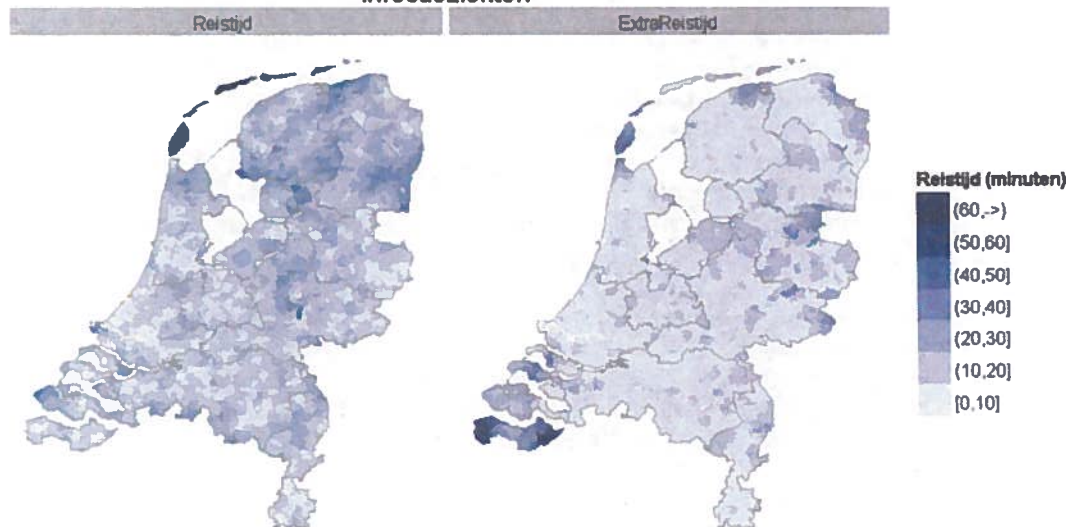 Reistijd
ExtraReistijd
Reistijd (minuten)
(60,->)
(50,60]
(40,50]
(30,40]
(20,30]
(10,20]
[0,10]